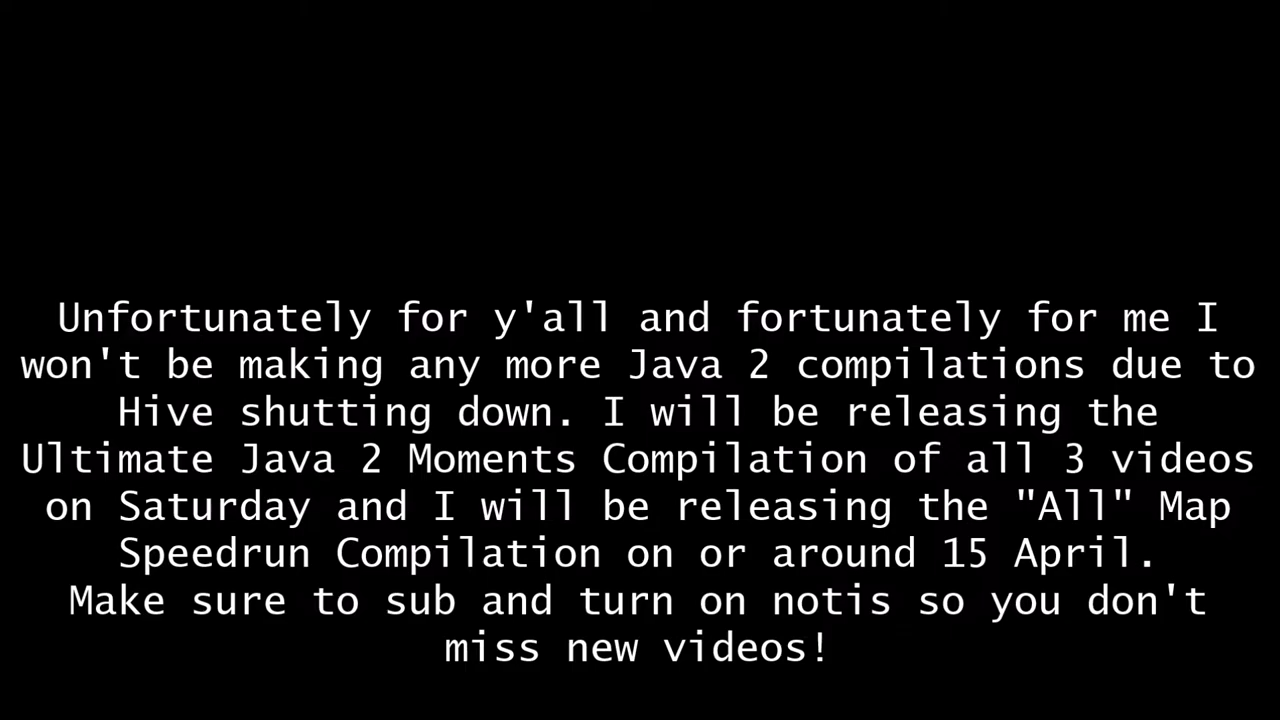 Unfortunately for y'all and fortunately for me I
won't be making any more Java 2 compilations due to
Hive shutting down. I will be releasing the
Ultimate Java 2 Moments Compilation of all 3 videos
on Saturday and I will be releasing the "All" Map
Speedrun Compilation on or around 15 April.
Make sure to sub and turn on notis so you don't
miss new videos!